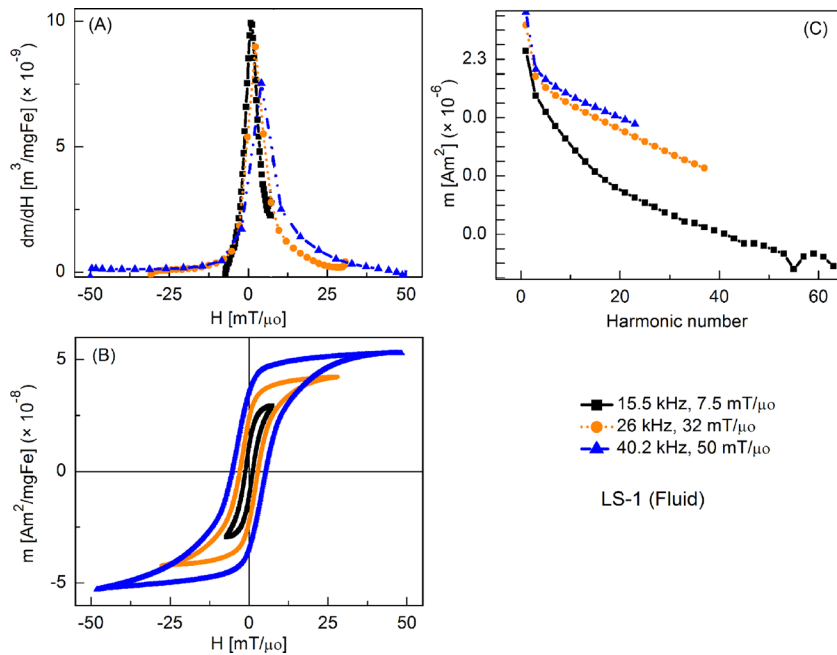 (A)
10
5
0
dm/dH [m³/mgFe] (× 10⁻⁹)
-50 -25 0 25 50
H [mT/μo]
(C)
2.3
0.0
0.0
0.0
m [Am²] (× 10⁻⁶)
0 20 40 60
Harmonic number
(B)
5
0
-5
m [Am²/mgFe] (× 10⁻⁸)
-50 -25 0 25 50
H [mT/μo]
15.5 kHz, 7.5 mT/μo
26 kHz, 32 mT/μo
40.2 kHz, 50 mT/μo
LS-1 (Fluid)